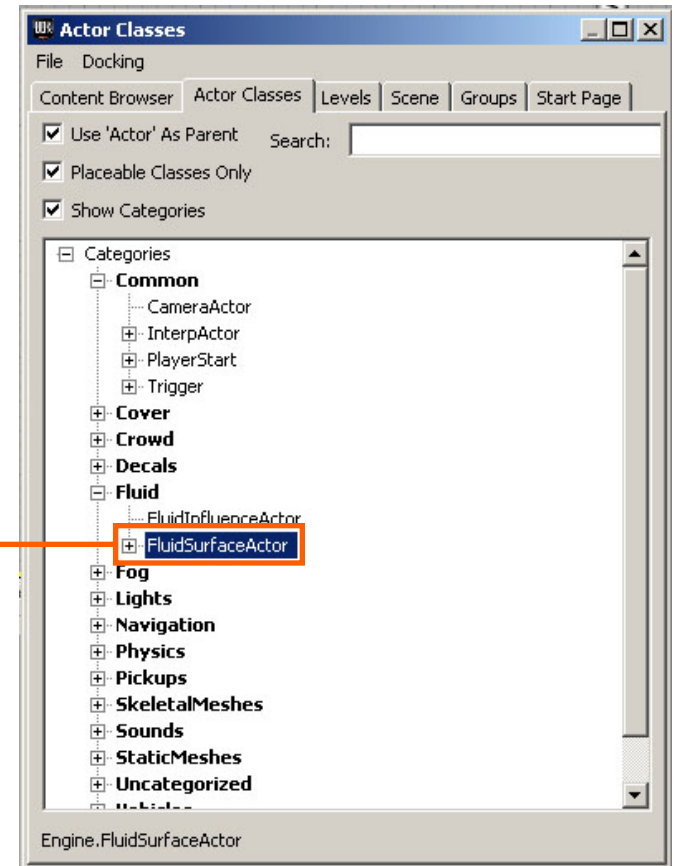 Actor Classes
File Docking
Content Browser Actor Classes Levels Scene Groups Start Page
Use 'Actor' As Parent Search:
Placeable Classes Only
Show Categories
Categories
Common
CameraActor
InterpActor
PlayerStart
Trigger
Cover
Crowd
Decals
Fluid
FluidInfluenceActor
FluidSurfaceActor
Fog
Lights
Navigation
Physics
Pickups
SkeletalMeshes
Sounds
StaticMeshes
Uncategorized
Engine.FluidSurfaceActor